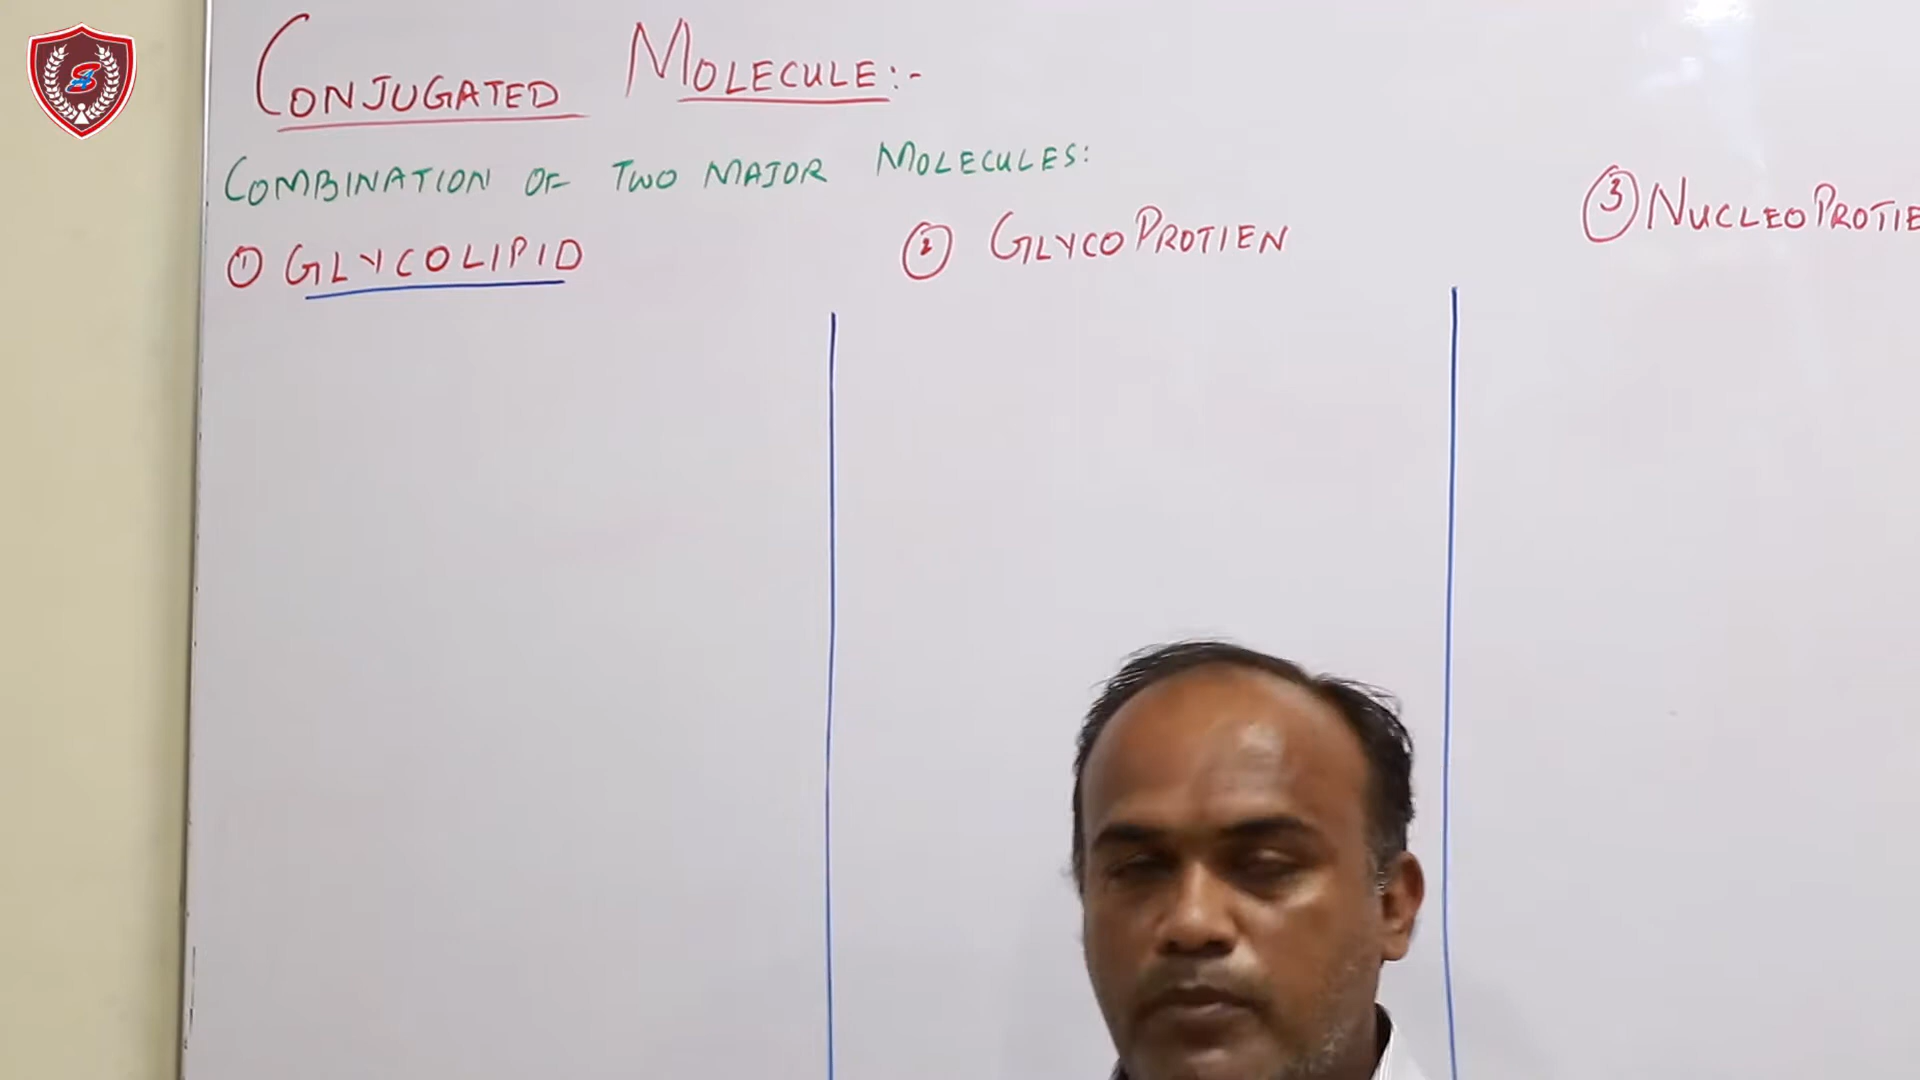 CONJUGATED MOLECULE:-
COMBINATION OF TWO MAJOR MOLECULES:
① GLYCOLIPID
② GLYCOPROTIEN
③ NUCLEOPROTIE